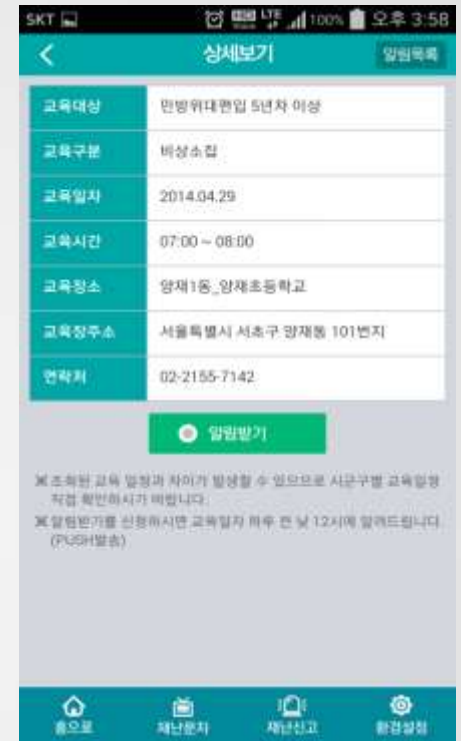 SKT LTE 100% 오후 3:58
상세보기 알림목록
교육대상 민방위대편입 5년차 이상
교육구분 비상소집
교육일자 2014.04.29
교육시간 07:00 ~ 08:00
교육장소 양재1동_양재초등학교
교육장주소 서울특별시 서초구 양재동 101번지
연락처 02-2155-7142
알림받기
※ 조회된 교육 일정과 차이가 발생할 수 있으므로 시군구별 교육일정
직접 확인하시기 바랍니다.
※ 알림받기를 신청하시면 교육일자 하루 전 낮 12시에 알려드립니다.
(PUSH발송)
홈으로 재난문자 재난신고 환경설정